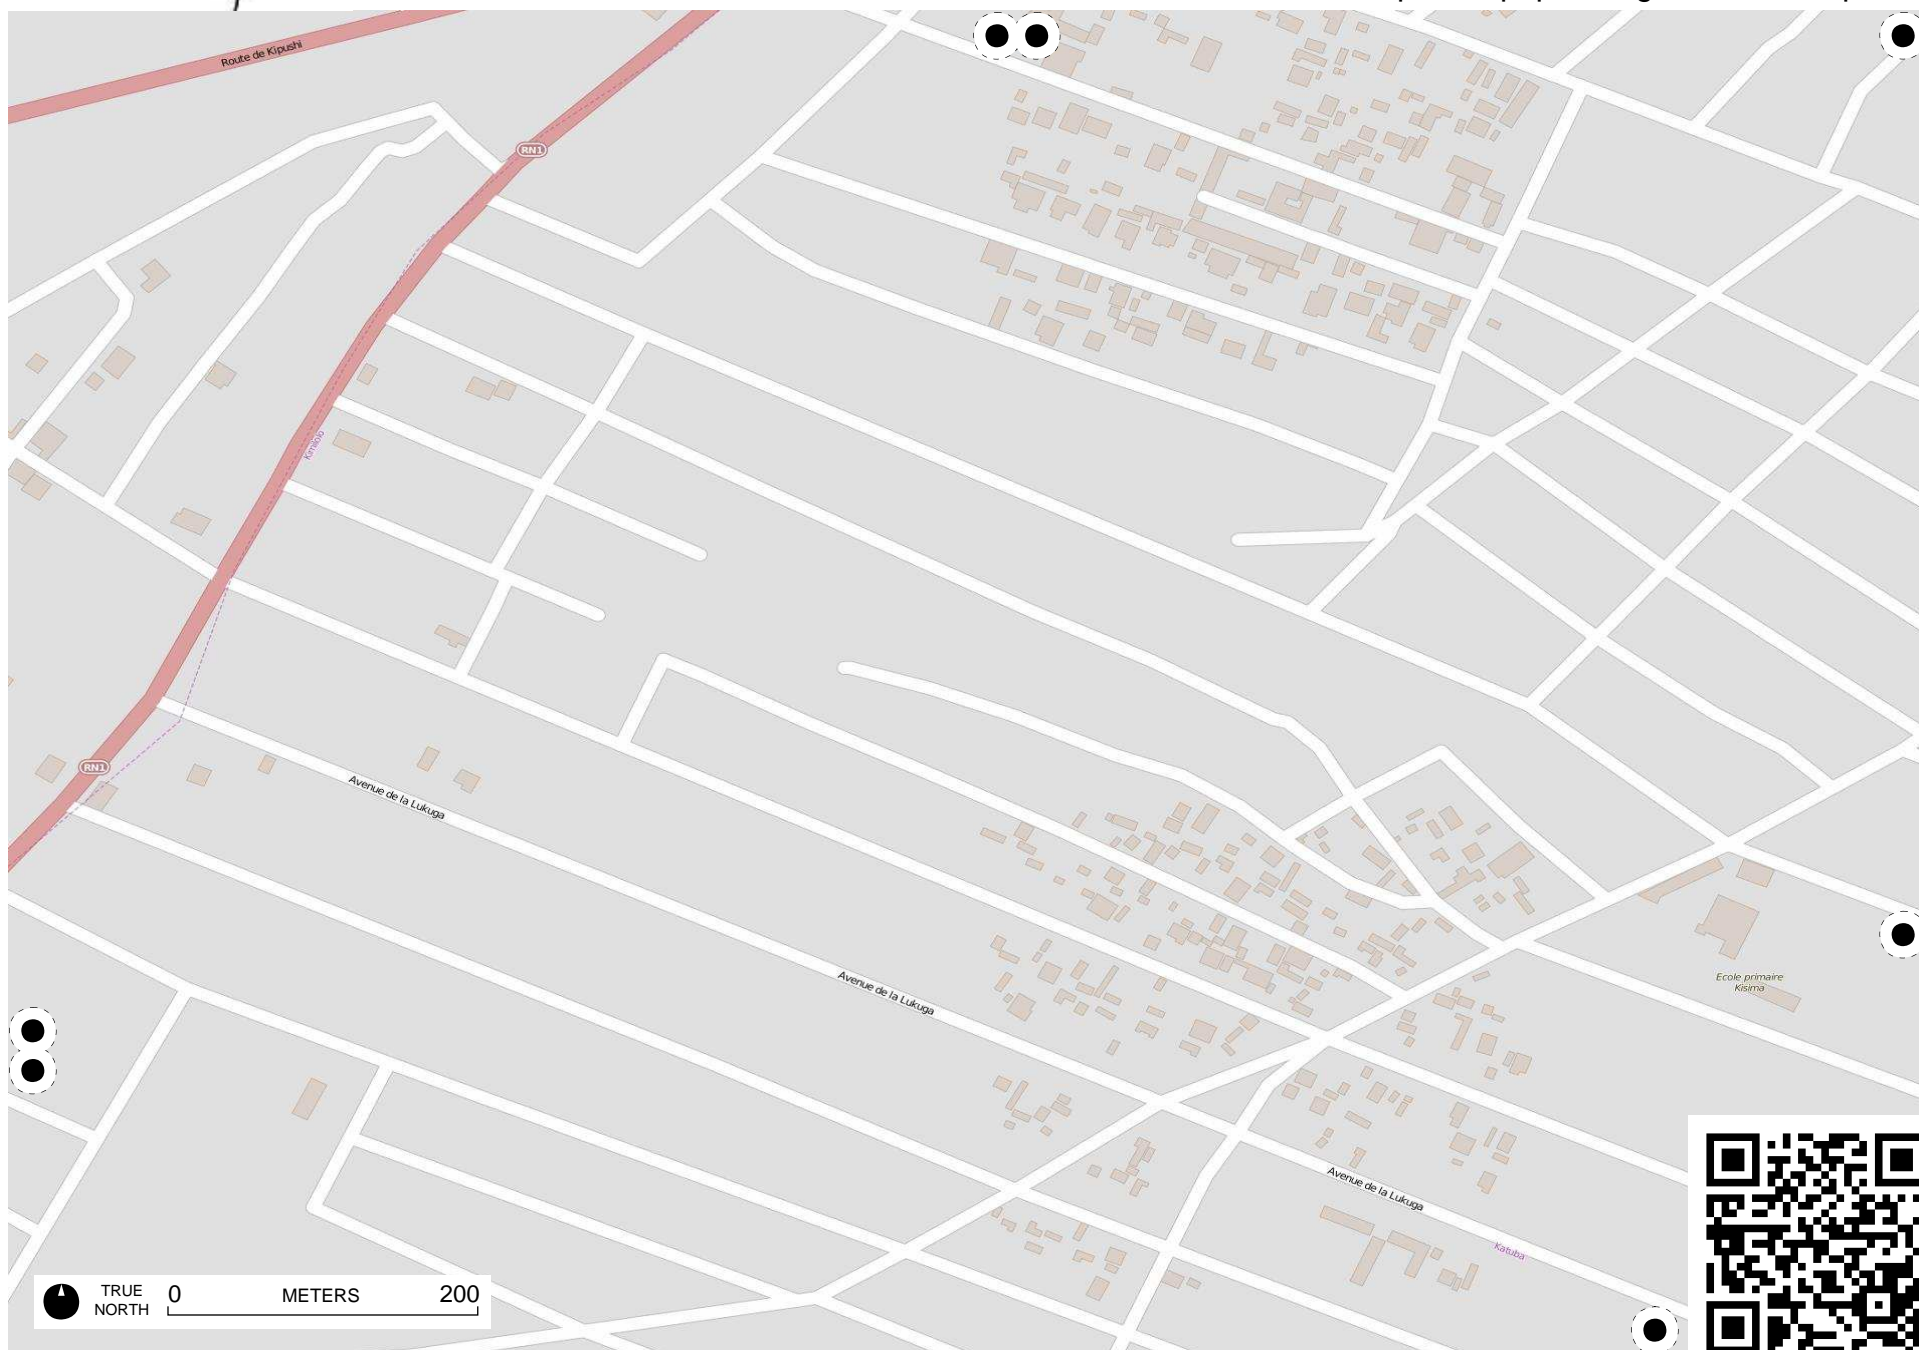 Route de Kipushi
RN1
Kimilolo
RN1
Avenue de la Lukuga
Avenue de la Lukuga
Ecole primaire
Kisima
Avenue de la Lukuga
Katuba
TRUE
NORTH
0 METERS 200